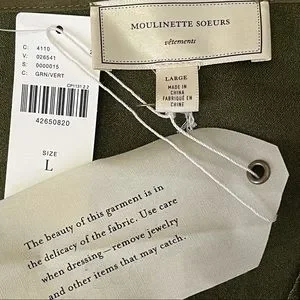 C: 4110
V: 026541
S: 0000015
C: GRN/VERT
42650820
SIZE
L
MOULINETTE SOEURS
vêtements
LARGE
MADE IN
CHINA
FABRIQUÉ EN
CHINE
The beauty of this garment is in
the delicacy of the fabric. Use care
when dressing—remove jewelry
and other items that may catch.